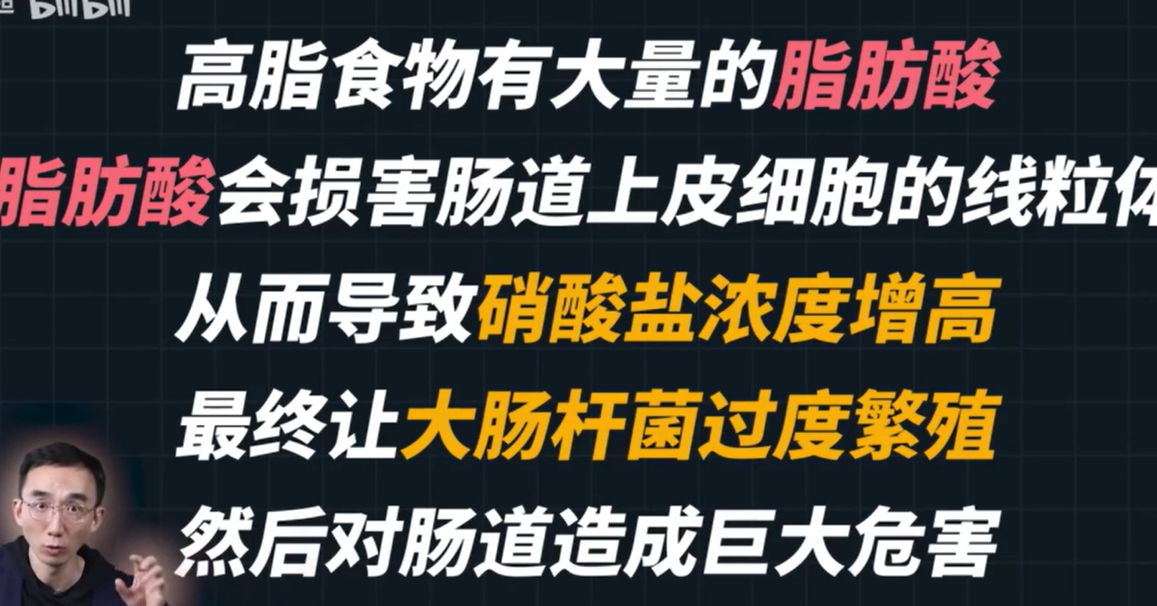 bilibili
高脂食物有大量的脂肪酸
脂肪酸会损害肠道上皮细胞的线粒体
从而导致硝酸盐浓度增高
最终让大肠杆菌过度繁殖
然后对肠道造成巨大危害